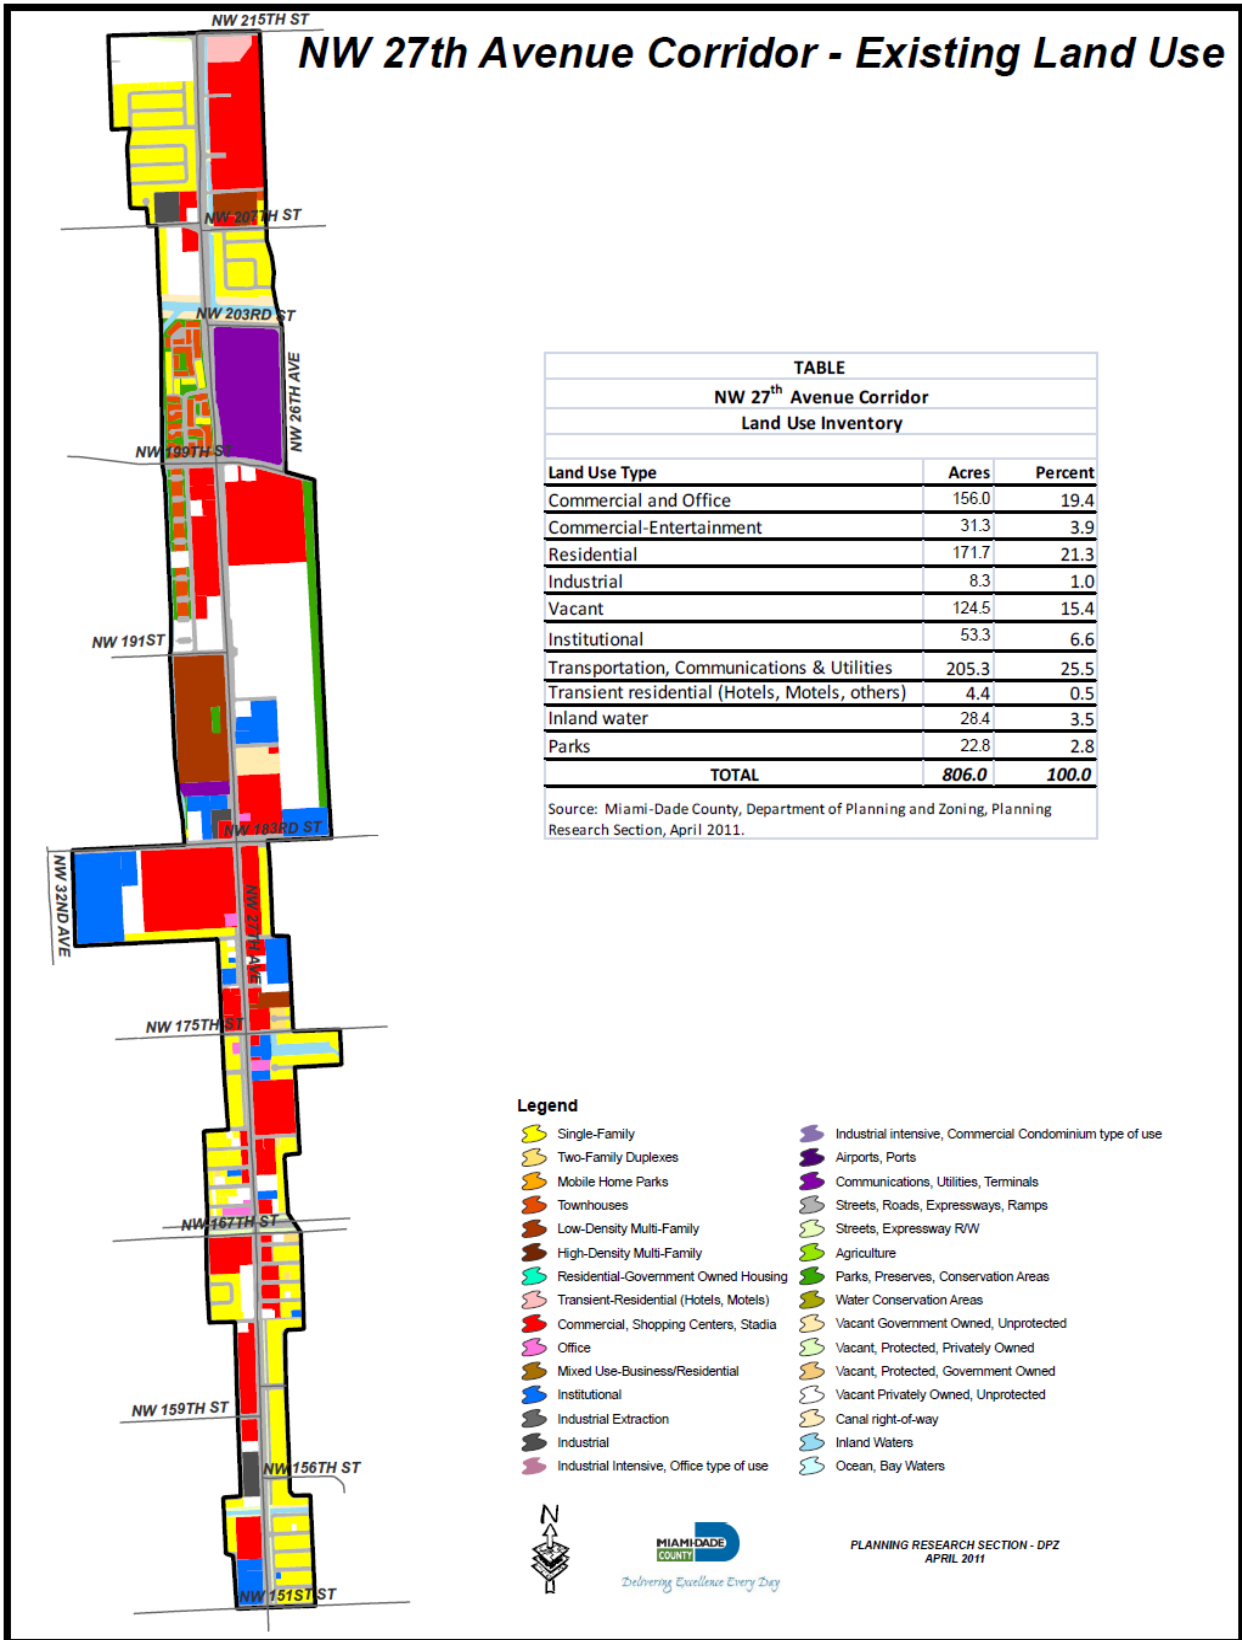 NW 215TH ST
NW 27th Avenue Corridor - Existing Land Use
NW 207TH ST
NW 203RD ST
NW 26TH AVE
NW 199TH ST
NW 191ST
NW 183RD ST
NW 32ND AVE
NW 27TH AVE
NW 175TH ST
NW 167TH ST
NW 159TH ST
NW 156TH ST
NW 151ST ST
TABLE
NW 27th Avenue Corridor
Land Use Inventory
Land Use Type Acres Percent
Commercial and Office 156.0 19.4
Commercial-Entertainment 31.3 3.9
Residential 171.7 21.3
Industrial 8.3 1.0
Vacant 124.5 15.4
Institutional 53.3 6.6
Transportation, Communications & Utilities 205.3 25.5
Transient residential (Hotels, Motels, others) 4.4 0.5
Inland water 28.4 3.5
Parks 22.8 2.8
TOTAL 806.0 100.0
Source: Miami-Dade County, Department of Planning and Zoning, Planning
Research Section, April 2011.
Legend
Single-Family
Two-Family Duplexes
Mobile Home Parks
Townhouses
Low-Density Multi-Family
High-Density Multi-Family
Residential-Government Owned Housing
Transient-Residential (Hotels, Motels)
Commercial, Shopping Centers, Stadia
Office
Mixed Use-Business/Residential
Institutional
Industrial Extraction
Industrial
Industrial Intensive, Office type of use
Industrial intensive, Commercial Condominium type of use
Airports, Ports
Communications, Utilities, Terminals
Streets, Roads, Expressways, Ramps
Streets, Expressway R/W
Agriculture
Parks, Preserves, Conservation Areas
Water Conservation Areas
Vacant Government Owned, Unprotected
Vacant, Protected, Privately Owned
Vacant, Protected, Government Owned
Vacant Privately Owned, Unprotected
Canal right-of-way
Inland Waters
Ocean, Bay Waters
N
MIAMI-DADE
COUNTY
Delivering Excellence Every Day
PLANNING RESEARCH SECTION - DPZ
APRIL 2011